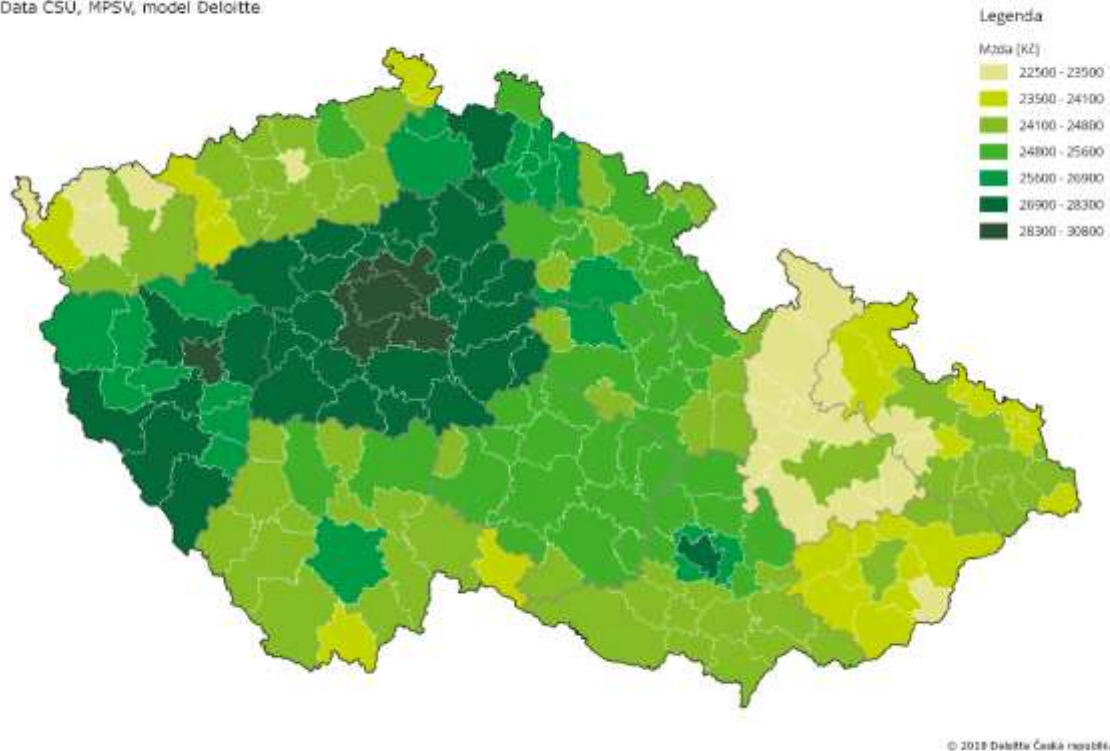 Data ČSÚ, MPSV, model Deloitte
Legenda
Mzda [Kč]
22500 - 23500
23500 - 24100
24100 - 24800
24800 - 25600
25600 - 26900
26900 - 28300
28300 - 30800
© 2018 Deloitte Česká republika